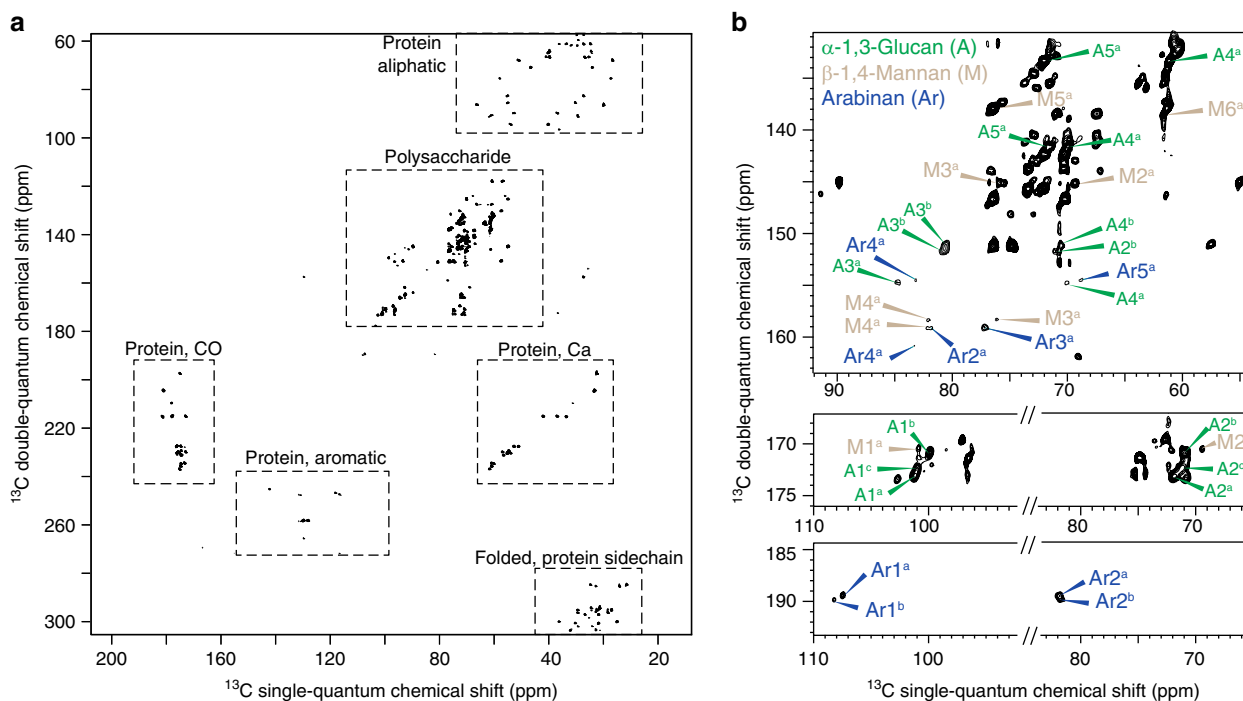 a
60
100
140
180
220
260
300
¹³C double-quantum chemical shift (ppm)
Protein
aliphatic
Polysaccharide
Protein, CO
Protein, Ca
Protein, aromatic
Folded, protein sidechain
200
160
120
80
40
20
¹³C single-quantum chemical shift (ppm)
b
α-1,3-Glucan (A)
β-1,4-Mannan (M)
Arabinan (Ar)
A5ᵃ
A4ᵃ
M5ᵃ
M6ᵃ
A5ᵃ
A4ᵃ
M3ᵃ
M2ᵃ
A3ᵇ
A3ᵇ
A4ᵇ
A2ᵇ
Ar4ᵃ
Ar5ᵃ
A3ᵃ
A4ᵃ
M4ᵃ
M3ᵃ
M4ᵃ
Ar2ᵃ
Ar3ᵃ
Ar4ᵃ
140
150
160
90
80
70
60
¹³C double-quantum chemical shift (ppm)
A1ᵇ
A2ᵇ
M1ᵃ
M2
A1ᶜ
A1ᵃ
A2ᵃ
170
175
//
//
110
100
80
70
Ar1ᵃ
Ar2ᵃ
Ar1ᵇ
Ar2ᵇ
185
190
//
//
110
100
80
70
¹³C single-quantum chemical shift (ppm)